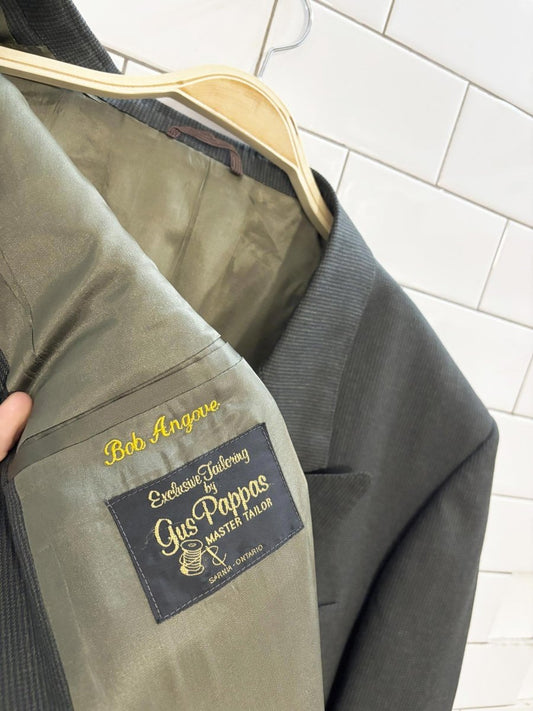 Bob Angove
Exclusive Tailoring
by
Gus Pappas
MASTER TAILOR
SARNIA-ONTARIO